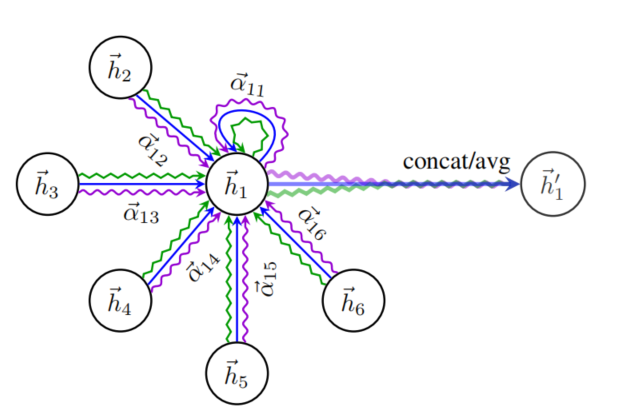 h⃗₂
α⃗₁₁
α⃗₁₂
concat/avg
h⃗₃
h⃗₁
h⃗′₁
α⃗₁₃
α⃗₁₆
α⃗₁₄
α⃗₁₅
h⃗₄
h⃗₆
h⃗₅